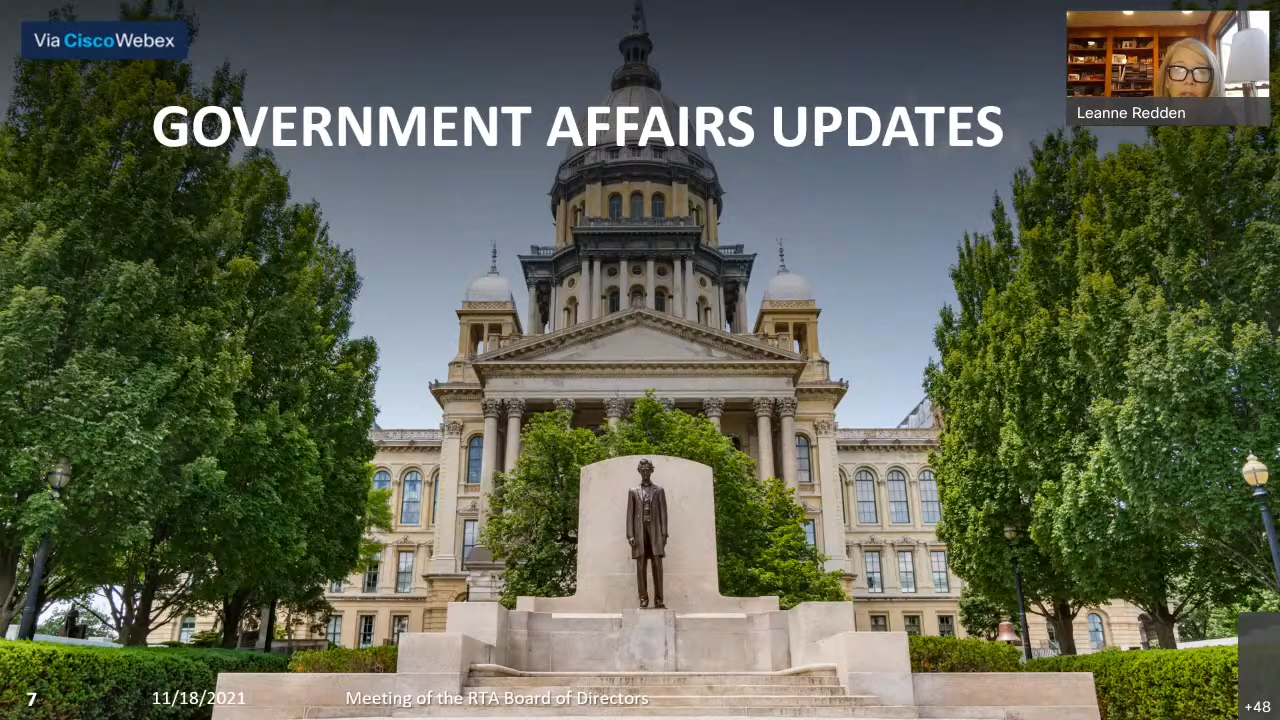 Via CiscoWebex
GOVERNMENT AFFAIRS UPDATES
Leanne Redden
7
11/18/2021
Meeting of the RTA Board of Directors
+48